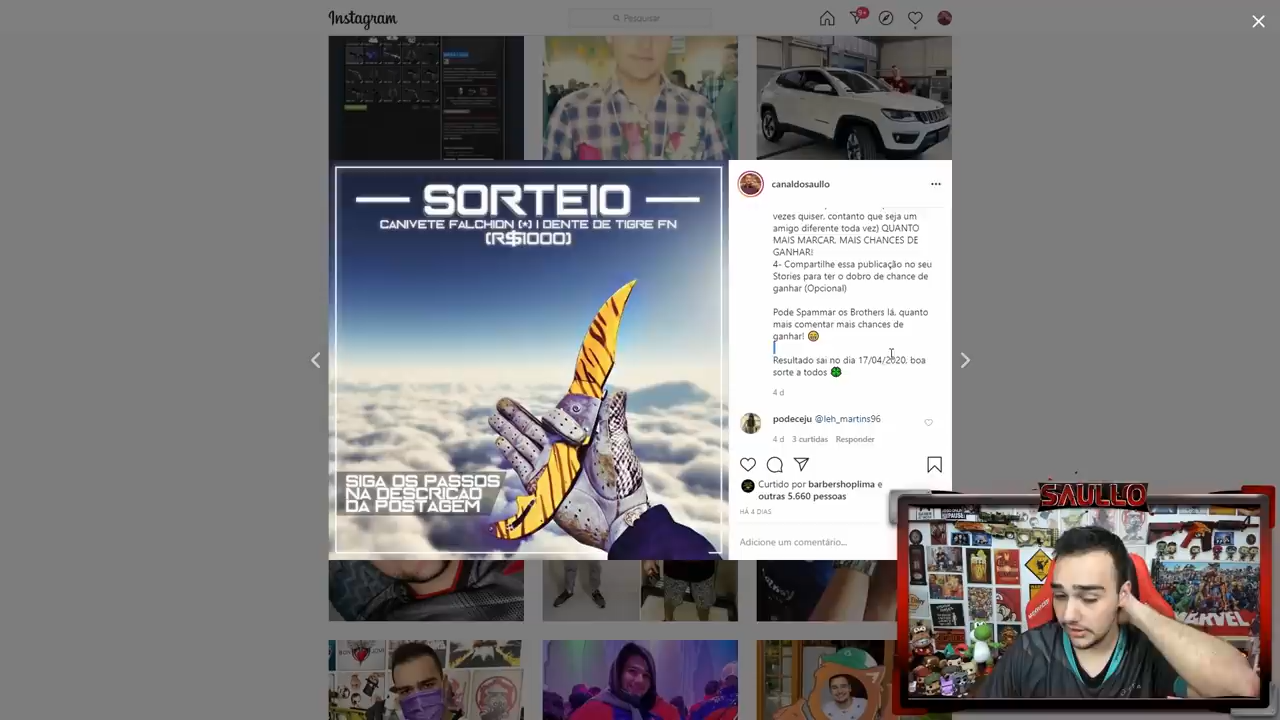 Instagram
Pesquisar
9+
SORTEIO
CANIVETE FALCHION (★) | DENTE DE TIGRE FN
(R$1000)
SIGA OS PASSOS
NA DESCRICAO
DA POSTAGEM
canaldosaullo
vezes quiser, contanto que seja um
amigo diferente toda vez) QUANTO
MAIS MARCAR, MAIS CHANCES DE
GANHAR!
4- Compartilhe essa publicação no seu
Stories para ter o dobro de chance de
ganhar (Opcional)
Pode Spammar os Brothers lá, quanto
mais comentar mais chances de
ganhar! 😁
Resultado sai no dia 17/04/2020, boa
sorte a todos 🍀
4 d
podeceju @leh_martins96
4 d 3 curtidas Responder
Curtido por barbershoplima e
outras 5.660 pessoas
HÁ 4 DIAS
Adicione um comentário...
SAULLO
MARVEL